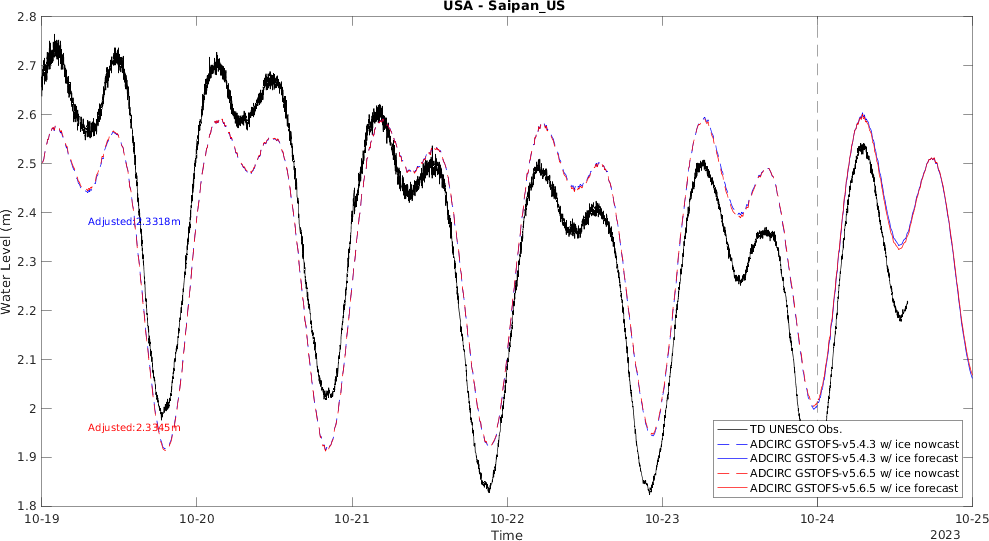 USA - Saipan_US
2.8
2.7
2.6
2.5
2.4
2.3
2.2
2.1
2
1.9
1.8
Water Level (m)
Adjusted:2.3318m
Adjusted:2.3345m
TD UNESCO Obs.
ADCIRC GSTOFS-v5.4.3 w/ ice nowcast
ADCIRC GSTOFS-v5.4.3 w/ ice forecast
ADCIRC GSTOFS-v5.6.5 w/ ice nowcast
ADCIRC GSTOFS-v5.6.5 w/ ice forecast
10-19 10-20 10-21 10-22 10-23 10-24 10-25
Time
2023